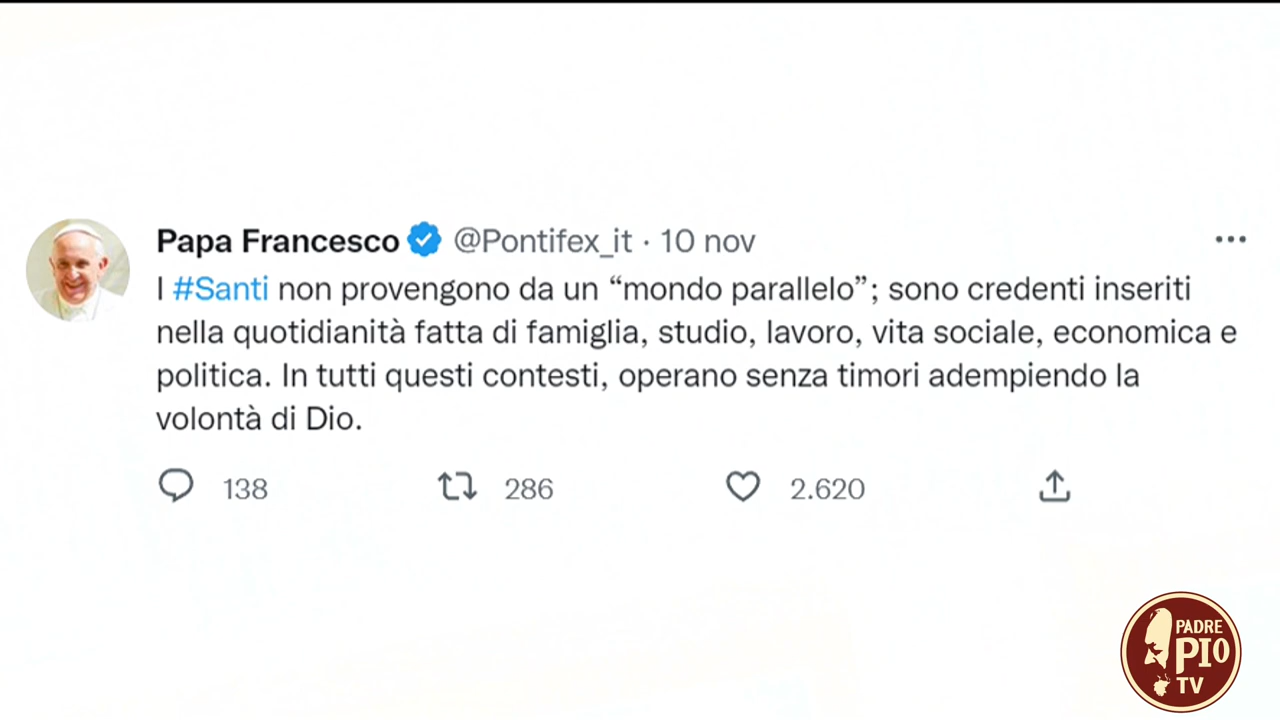 Papa Francesco @Pontifex_it · 10 nov
I #Santi non provengono da un “mondo parallelo”; sono credenti inseriti
nella quotidianità fatta di famiglia, studio, lavoro, vita sociale, economica e
politica. In tutti questi contesti, operano senza timori adempiendo la
volontà di Dio.
138 286 2.620
PADRE
PIO
TV